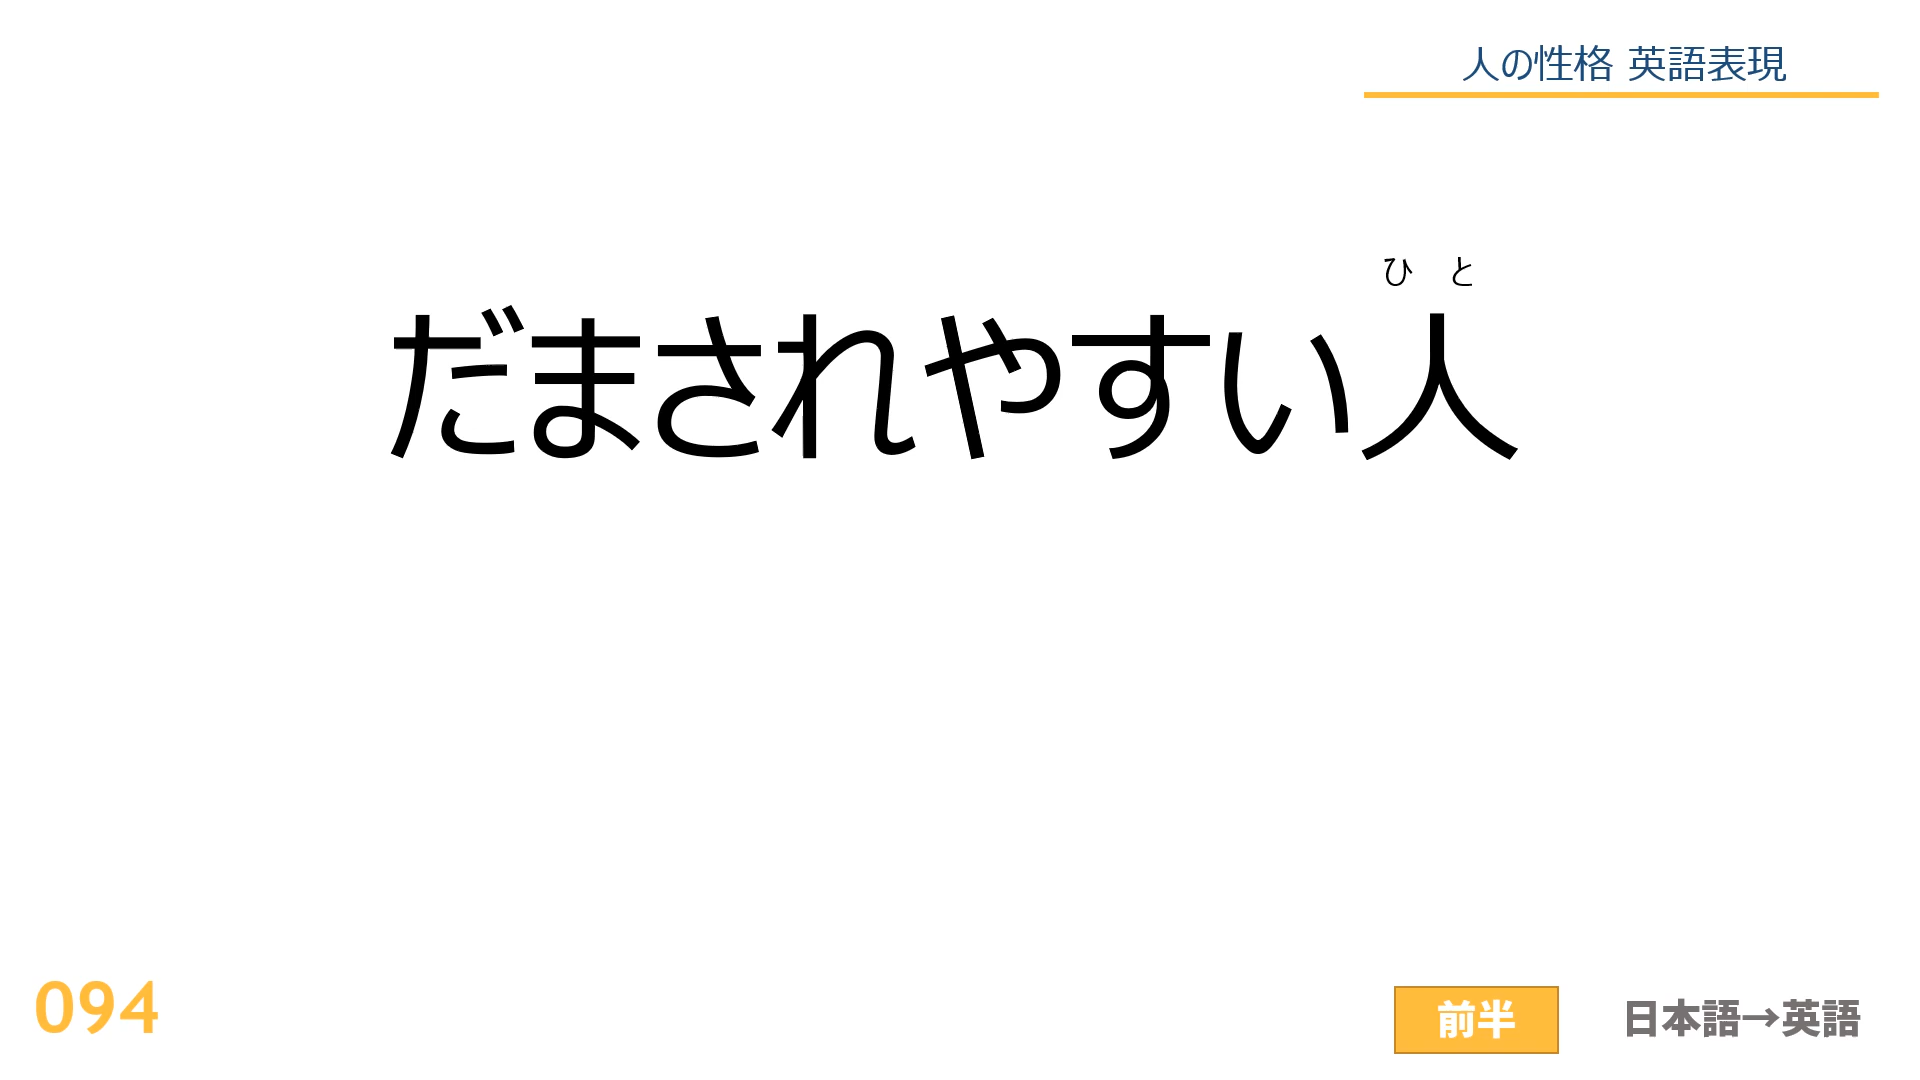 人の性格 英語表現
ひと
だまされやすい人
094
前半
日本語→英語